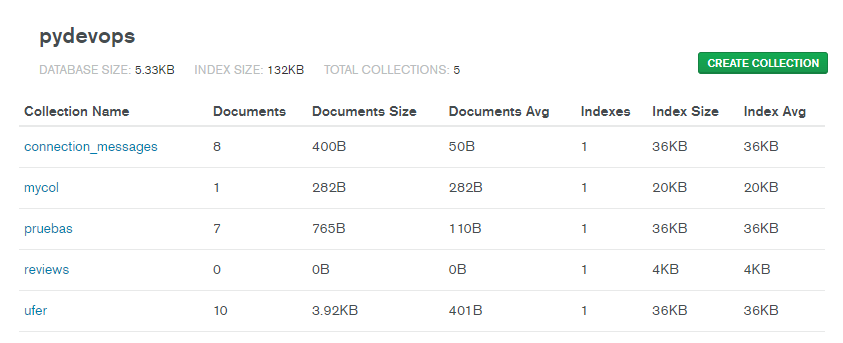 pydevops
DATABASE SIZE: 5.33KB INDEX SIZE: 132KB TOTAL COLLECTIONS: 5
CREATE COLLECTION
Collection Name Documents Documents Size Documents Avg Indexes Index Size Index Avg
connection_messages 8 400B 50B 1 36KB 36KB
mycol 1 282B 282B 1 20KB 20KB
pruebas 7 765B 110B 1 36KB 36KB
reviews 0 0B 0B 1 4KB 4KB
ufer 10 3.92KB 401B 1 36KB 36KB